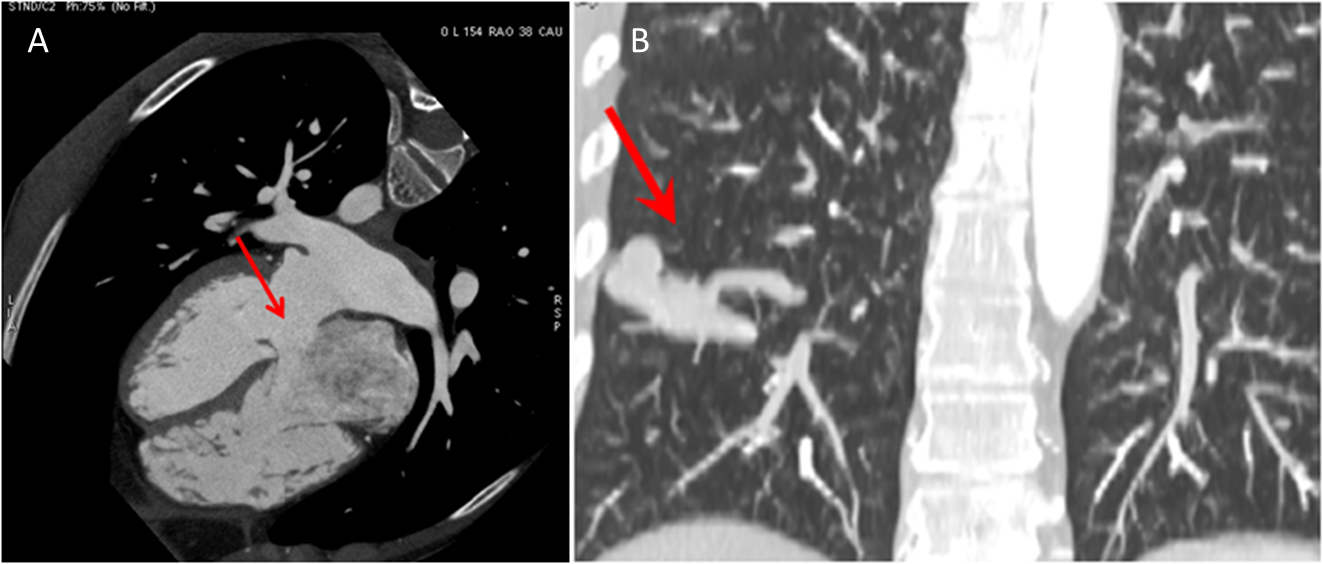 STND/C2 Ph:75% (No Filt.)
A
0 L 154 RAO 38 CAU
B
L
R
S
P